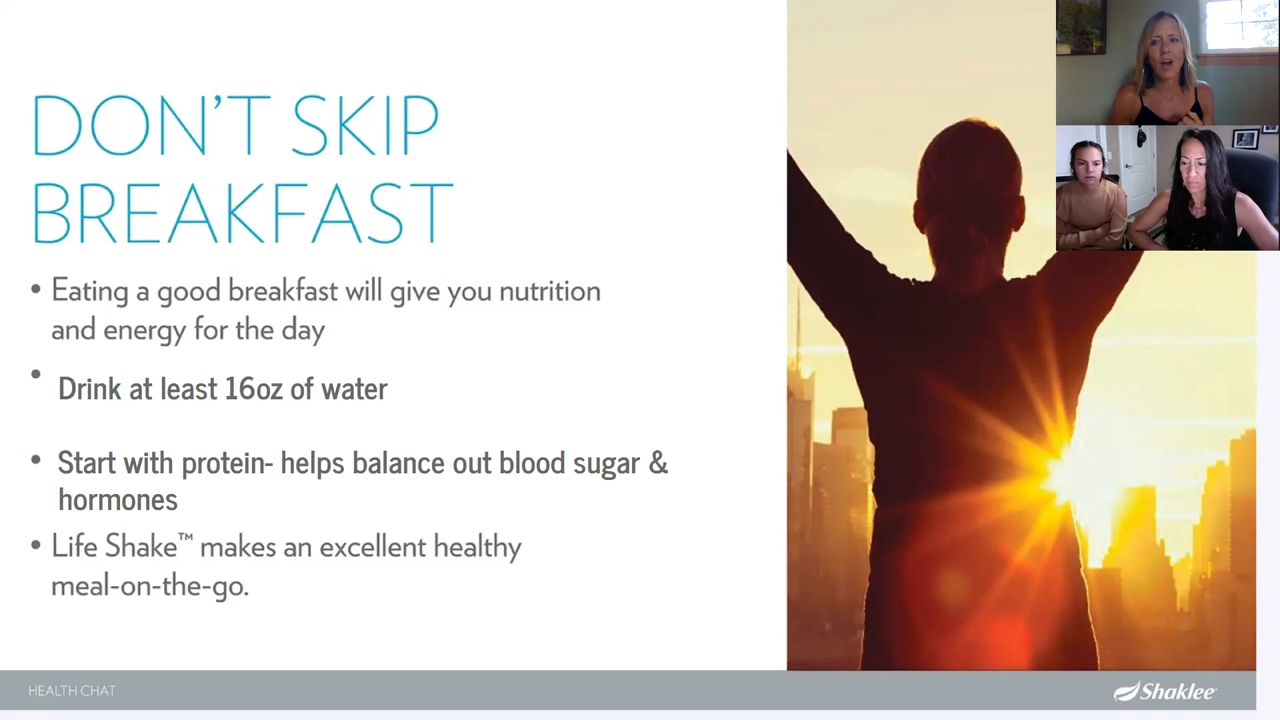 DON'T SKIP
BREAKFAST
• Eating a good breakfast will give you nutrition
and energy for the day
• Drink at least 16oz of water
• Start with protein- helps balance out blood sugar &
hormones
• Life Shake™ makes an excellent healthy
meal-on-the-go.
HEALTH CHAT
Shaklee